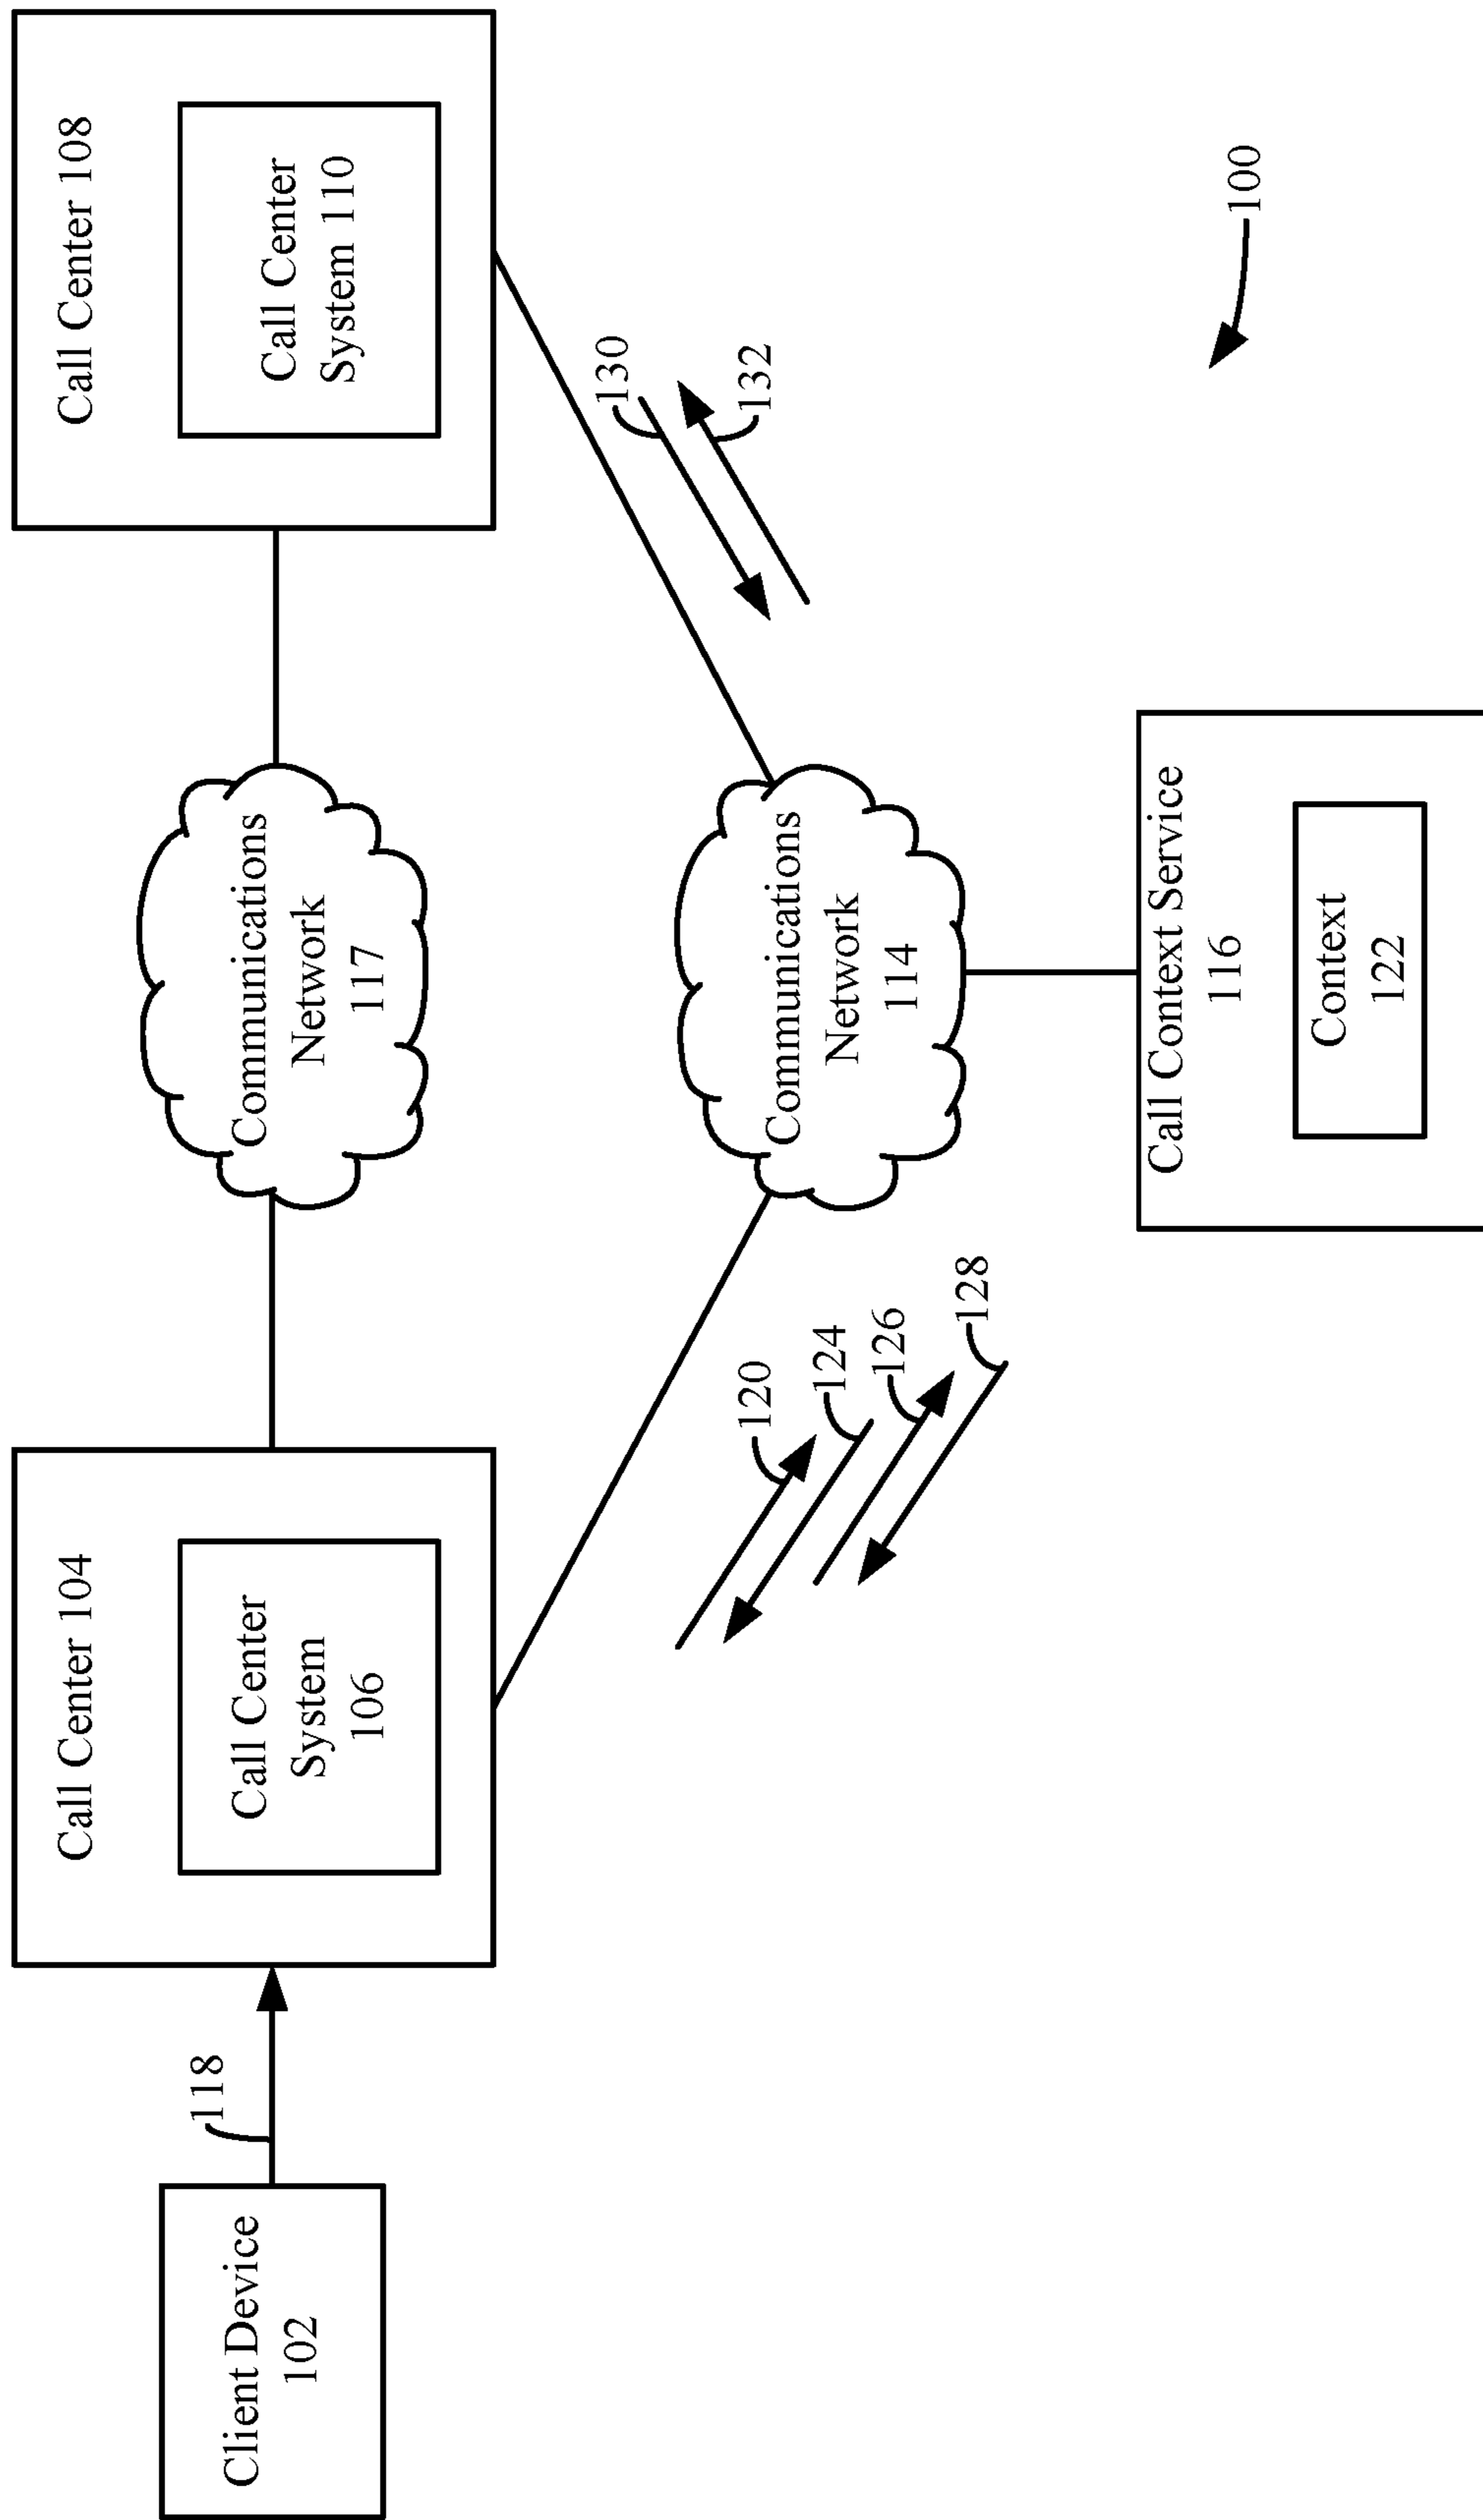 Client Device
102
118
Call Center 104
Call Center
System
106
Communications
Network
117
Call Center 108
Call Center
System 110
120
124
126
128
Communications
Network
114
130
132
Call Context Service
116
Context
122
100